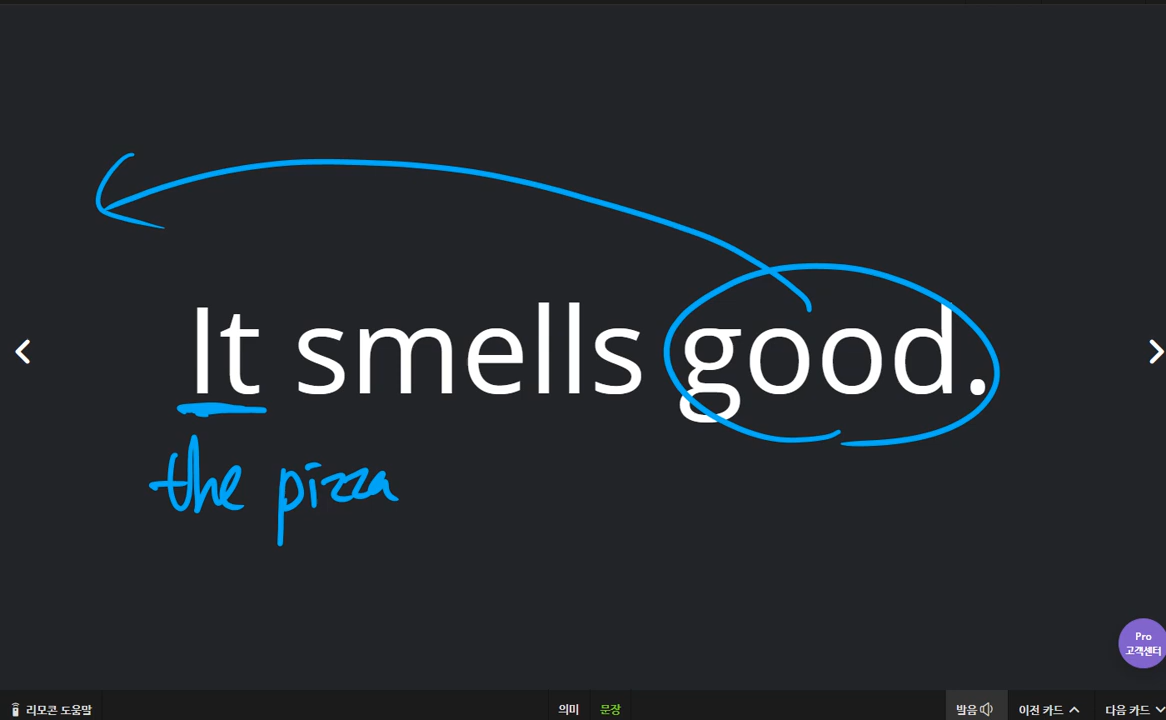 It smells good.
the pizza
Pro
고객센터
리모콘 도움말
의미
문장
발음
이전 카드
다음 카드